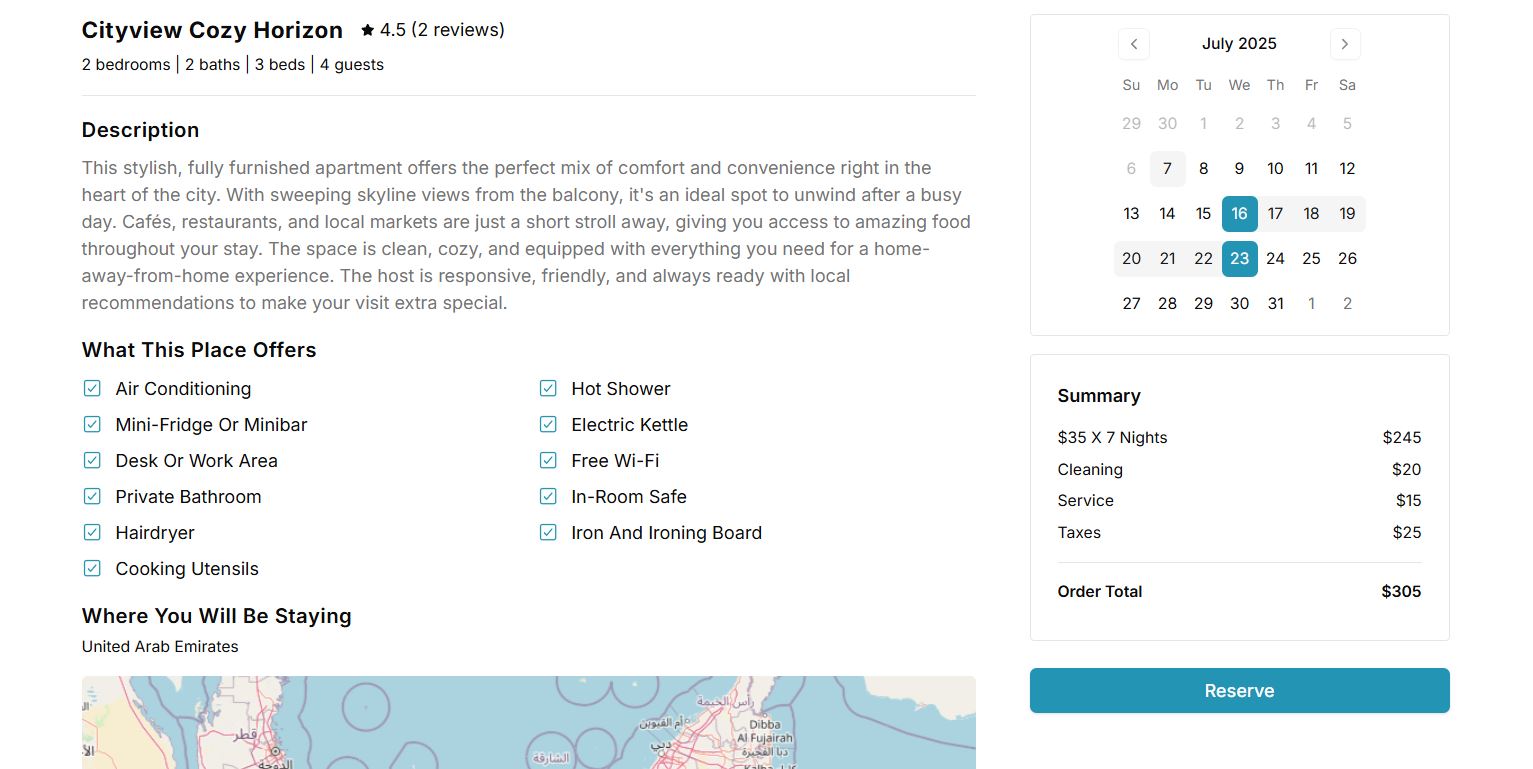 Cityview Cozy Horizon ★ 4.5 (2 reviews)
2 bedrooms | 2 baths | 3 beds | 4 guests
Description
This stylish, fully furnished apartment offers the perfect mix of comfort and convenience right in the
heart of the city. With sweeping skyline views from the balcony, it's an ideal spot to unwind after a busy
day. Cafés, restaurants, and local markets are just a short stroll away, giving you access to amazing food
throughout your stay. The space is clean, cozy, and equipped with everything you need for a home-
away-from-home experience. The host is responsive, friendly, and always ready with local
recommendations to make your visit extra special.
What This Place Offers
Air Conditioning
Hot Shower
Mini-Fridge Or Minibar
Electric Kettle
Desk Or Work Area
Free Wi-Fi
Private Bathroom
In-Room Safe
Hairdryer
Iron And Ironing Board
Cooking Utensils
Where You Will Be Staying
United Arab Emirates
رأس الخيمة
أم القيوين
Dibba
Al Fujairah
دبا الفجيرة
دبي
قطر
الشارقة
الدوحة
July 2025
Su Mo Tu We Th Fr Sa
29 30 1 2 3 4 5
6 7 8 9 10 11 12
13 14 15 16 17 18 19
20 21 22 23 24 25 26
27 28 29 30 31 1 2
Summary
$35 X 7 Nights $245
Cleaning $20
Service $15
Taxes $25
Order Total $305
Reserve